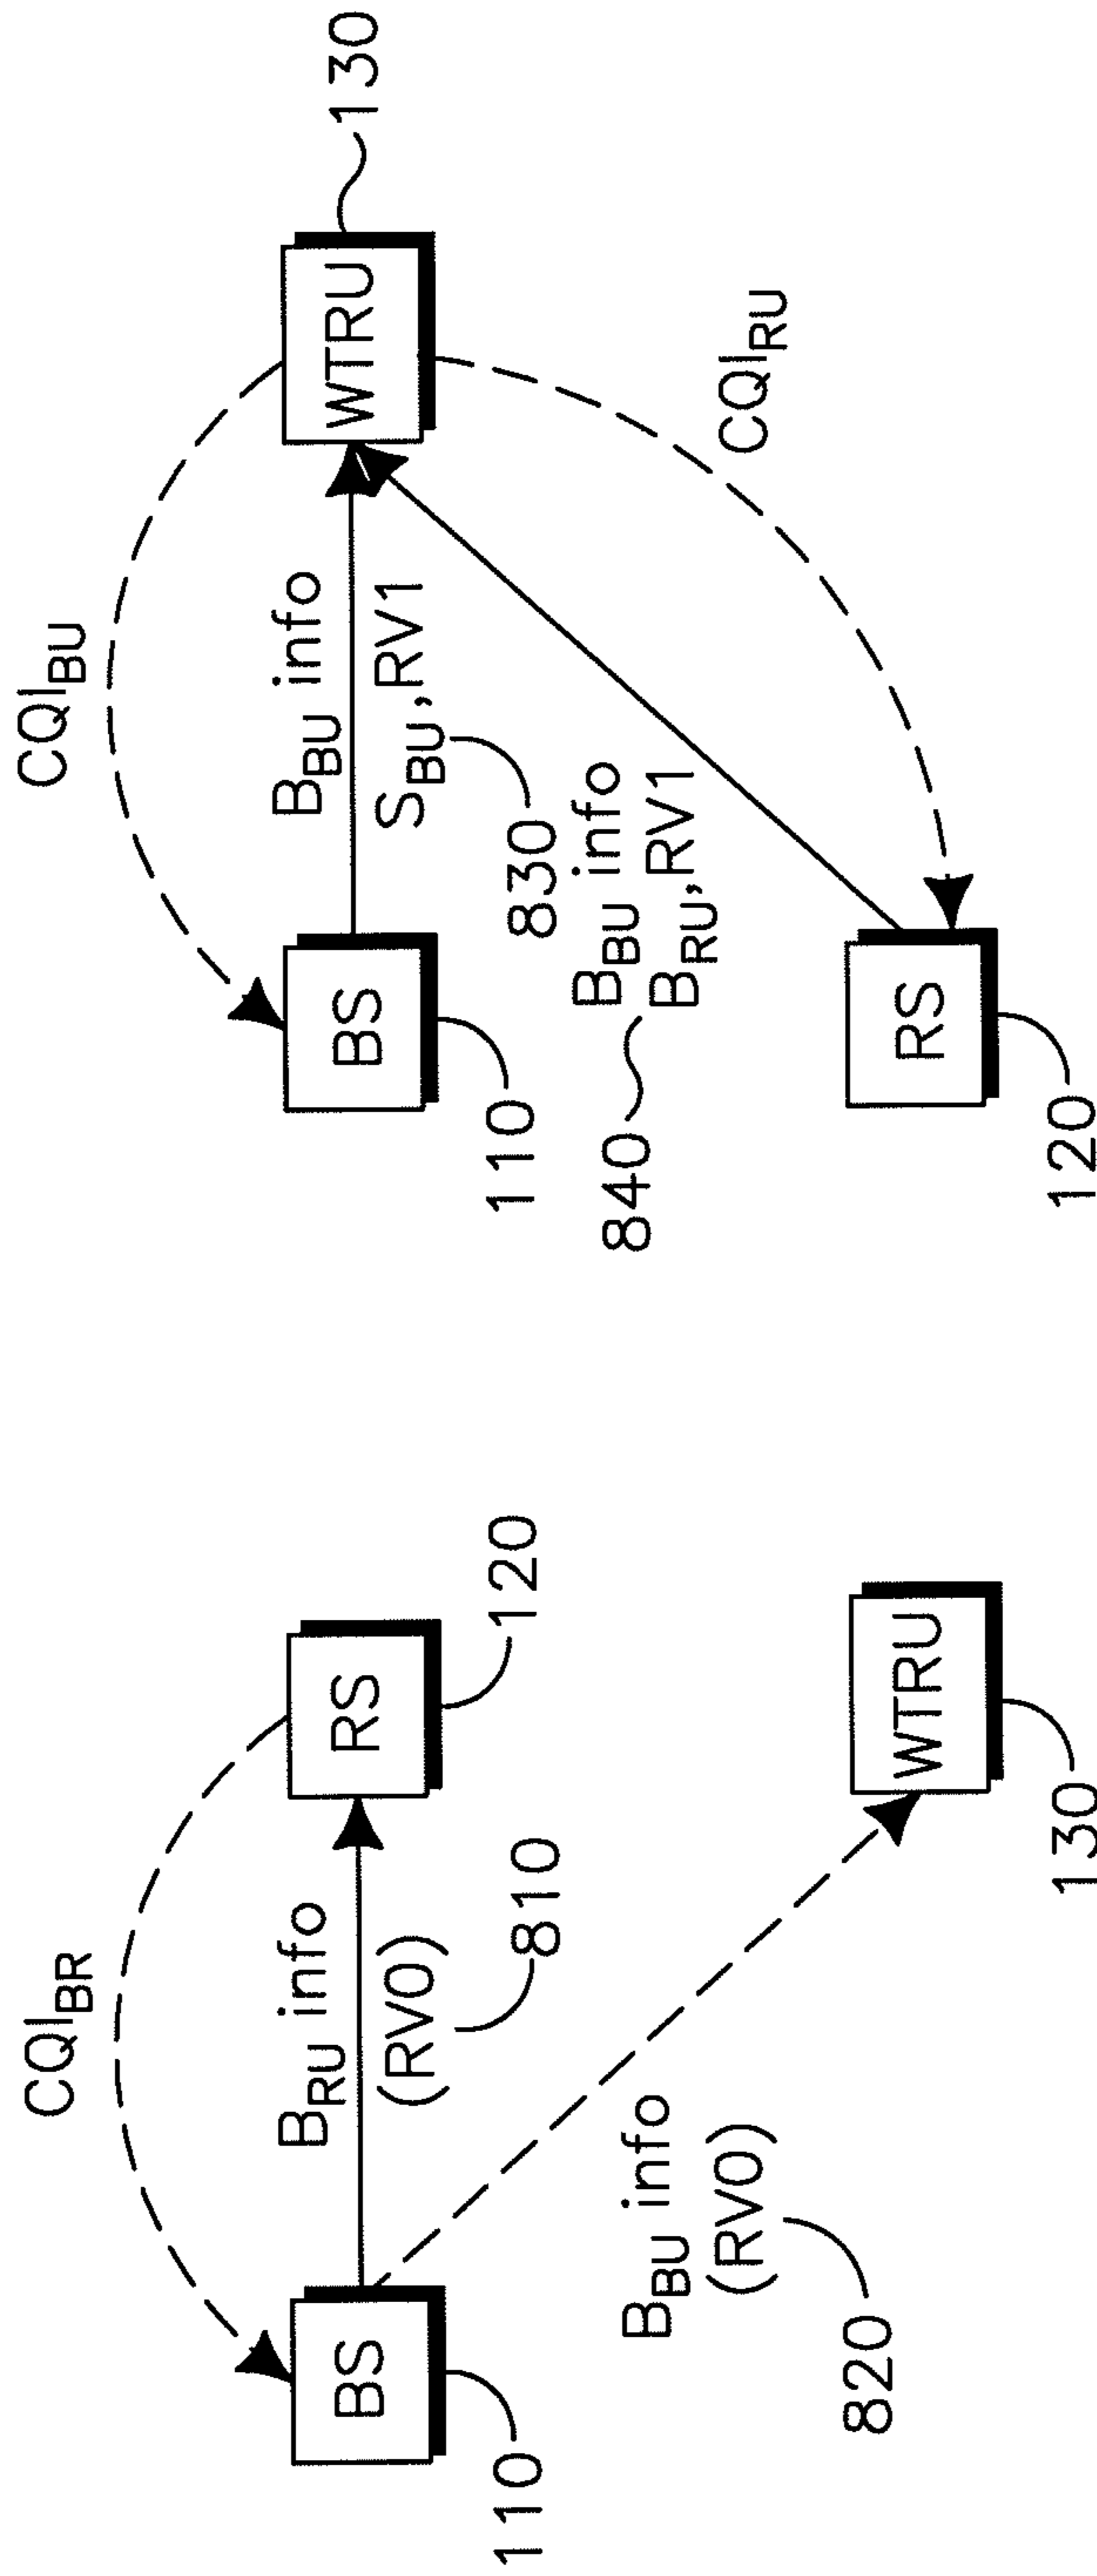 CQI_BR
B_RU info
(RV0)
810
BS
110
RS
120
B_BU info
(RV0)
820
WTRU
130
CQI_BU
B_BU info
S_BU,RV1
830
BS
110
WTRU
130
B_BU info
B_RU,RV1
840
CQI_RU
RS
120